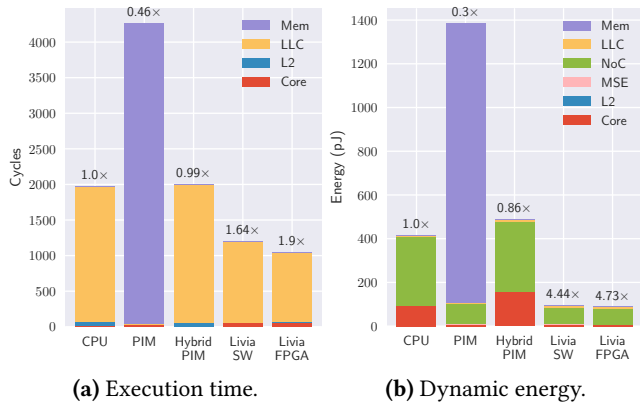 Mem
LLC
L2
Core
0.46×
1.0×
0.99×
1.64×
1.9×
4000
3500
3000
2500
2000
1500
1000
500
0
Cycles
CPU
PIM
Hybrid
PIM
Livia
SW
Livia
FPGA
(a) Execution time.
Mem
LLC
NoC
MSE
L2
Core
0.3×
1.0×
0.86×
4.44×
4.73×
1400
1200
1000
800
600
400
200
0
Energy (pJ)
CPU
PIM
Hybrid
PIM
Livia
SW
Livia
FPGA
(b) Dynamic energy.